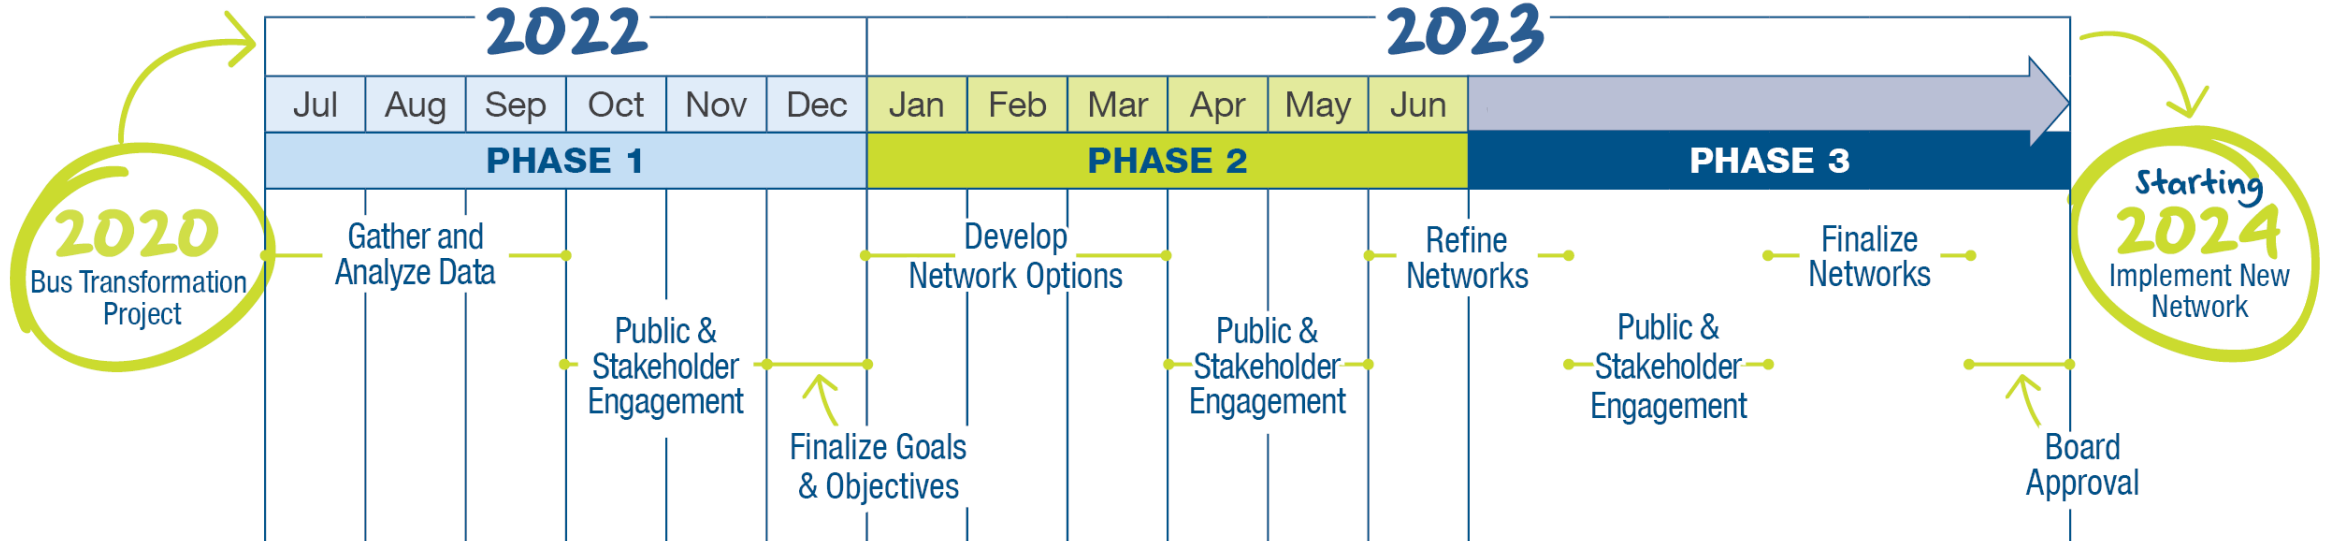 2022
2023
Jul Aug Sep Oct Nov Dec Jan Feb Mar Apr May Jun
PHASE 1
PHASE 2
PHASE 3
2020
Bus Transformation
Project
Gather and
Analyze Data
Public &
Stakeholder
Engagement
Finalize Goals
& Objectives
Develop
Network Options
Public &
Stakeholder
Engagement
Refine
Networks
Public &
Stakeholder
Engagement
Finalize
Networks
Board
Approval
Starting
2024
Implement New
Network